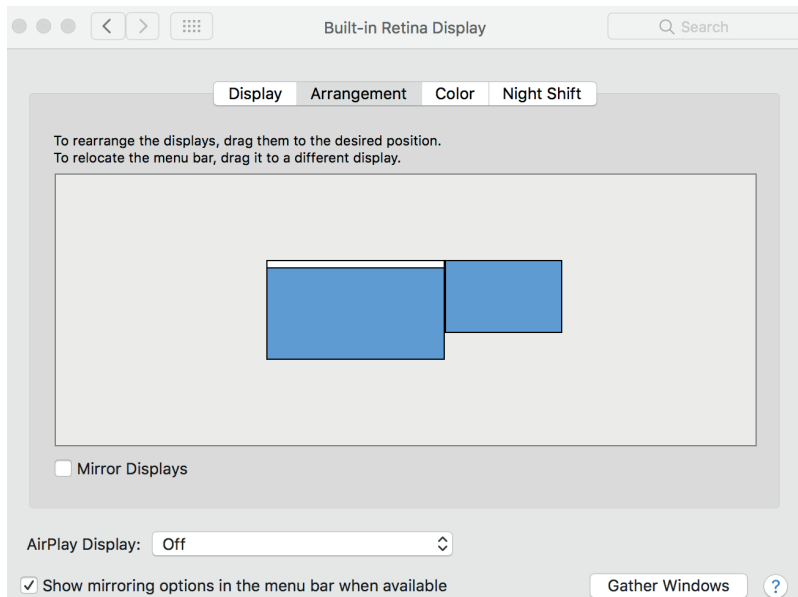 Built-in Retina Display
Search
Display Arrangement Color Night Shift
To rearrange the displays, drag them to the desired position.
To relocate the menu bar, drag it to a different display.
Mirror Displays
AirPlay Display: Off
Show mirroring options in the menu bar when available
Gather Windows
?